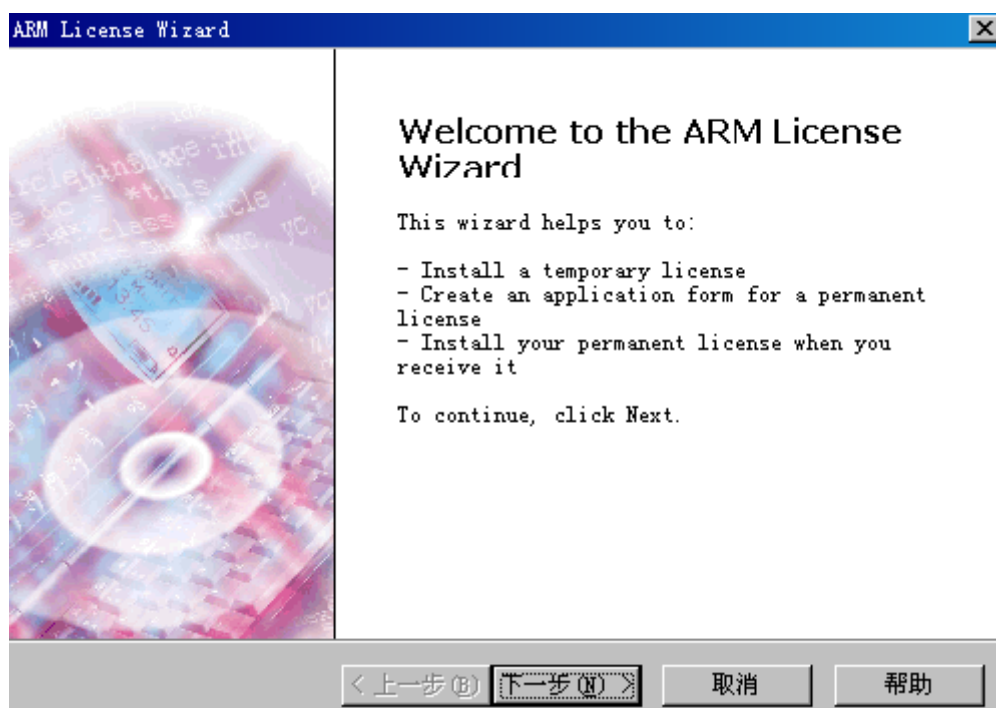 ARM License Wizard
Welcome to the ARM License
Wizard
This wizard helps you to:
- Install a temporary license
- Create an application form for a permanent
license
- Install your permanent license when you
receive it
To continue, click Next.
< 上一步(B) 下一步(N) > 取消 帮助